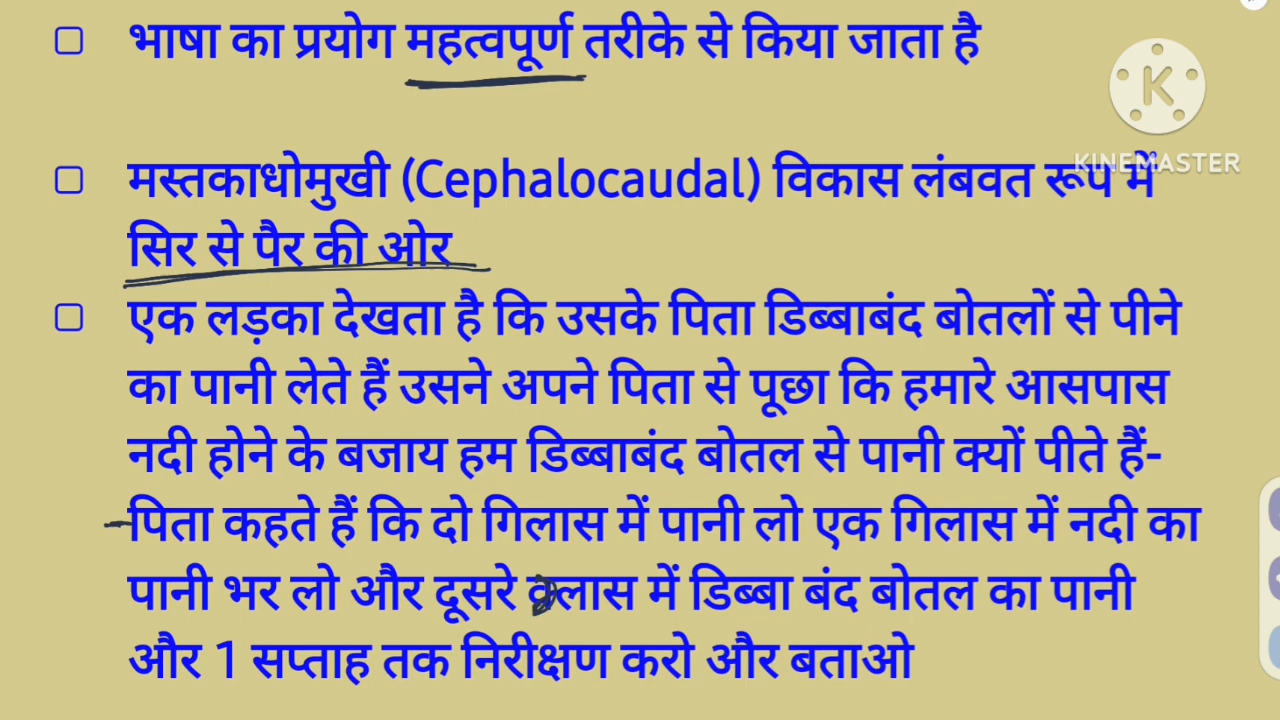 भाषा का प्रयोग महत्वपूर्ण तरीके से किया जाता है
K
KINEMASTER
मस्तकाधोमुखी (Cephalocaudal) विकास लंबवत रूप में
सिर से पैर की ओर
एक लड़का देखता है कि उसके पिता डिब्बाबंद बोतलों से पीने
का पानी लेते हैं उसने अपने पिता से पूछा कि हमारे आसपास
नदी होने के बजाय हम डिब्बाबंद बोतल से पानी क्यों पीते हैं-
पिता कहते हैं कि दो गिलास में पानी लो एक गिलास में नदी का
पानी भर लो और दूसरे क्लास में डिब्बा बंद बोतल का पानी
और 1 सप्ताह तक निरीक्षण करो और बताओ